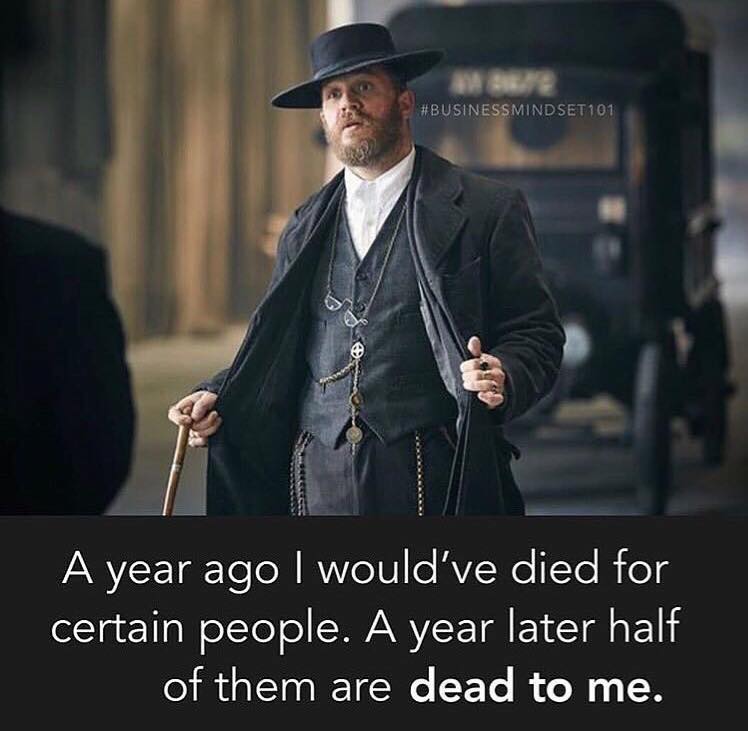 #BUSINESSMINDSET101
A year ago I would've died for
certain people. A year later half
of them are dead to me.